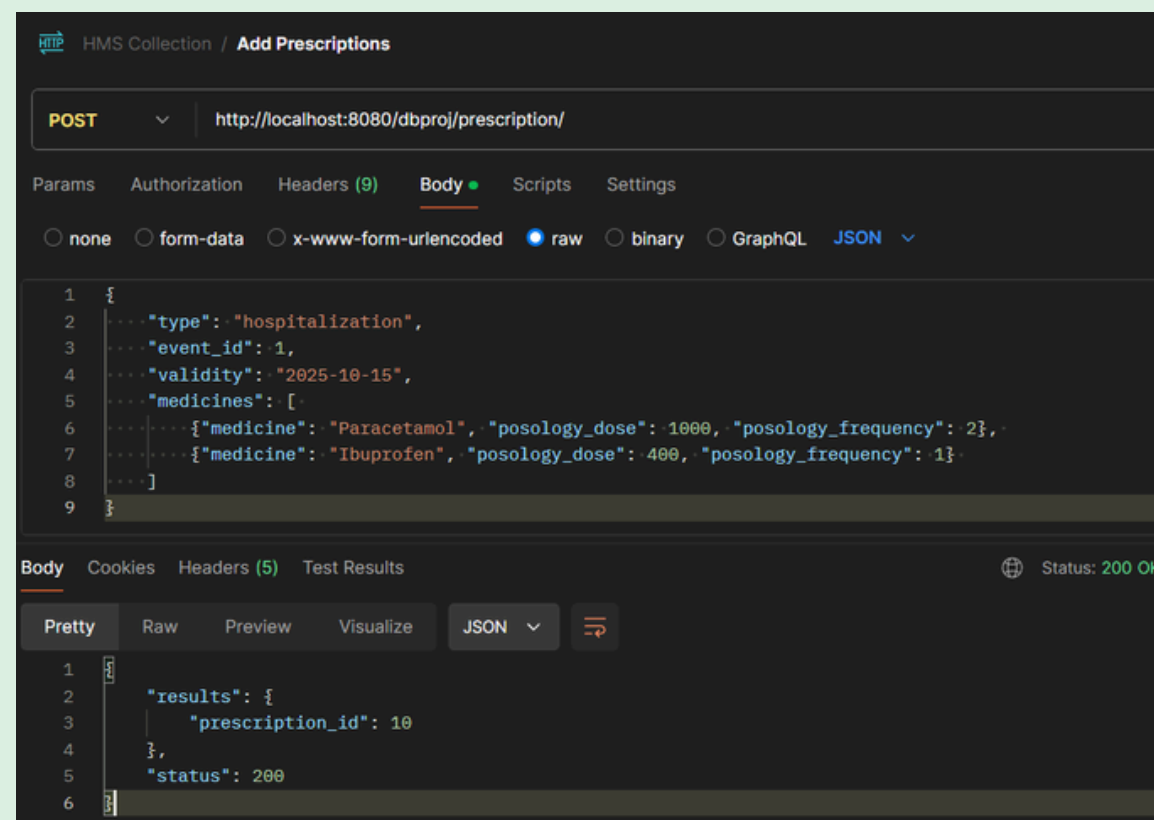 HTTP HMS Collection / Add Prescriptions
POST http://localhost:8080/dbproj/prescription/
Params Authorization Headers (9) Body Scripts Settings
none form-data x-www-form-urlencoded raw binary GraphQL JSON
1 {
2 "type": "hospitalization",
3 "event_id": 1,
4 "validity": "2025-10-15",
5 "medicines": [
6 {"medicine": "Paracetamol", "posology_dose": 1000, "posology_frequency": 2},
7 {"medicine": "Ibuprofen", "posology_dose": 400, "posology_frequency": 1}
8 ]
9 }
Body Cookies Headers (5) Test Results Status: 200 OK
Pretty Raw Preview Visualize JSON
1 {
2 "results": {
3 "prescription_id": 10
4 },
5 "status": 200
6 }